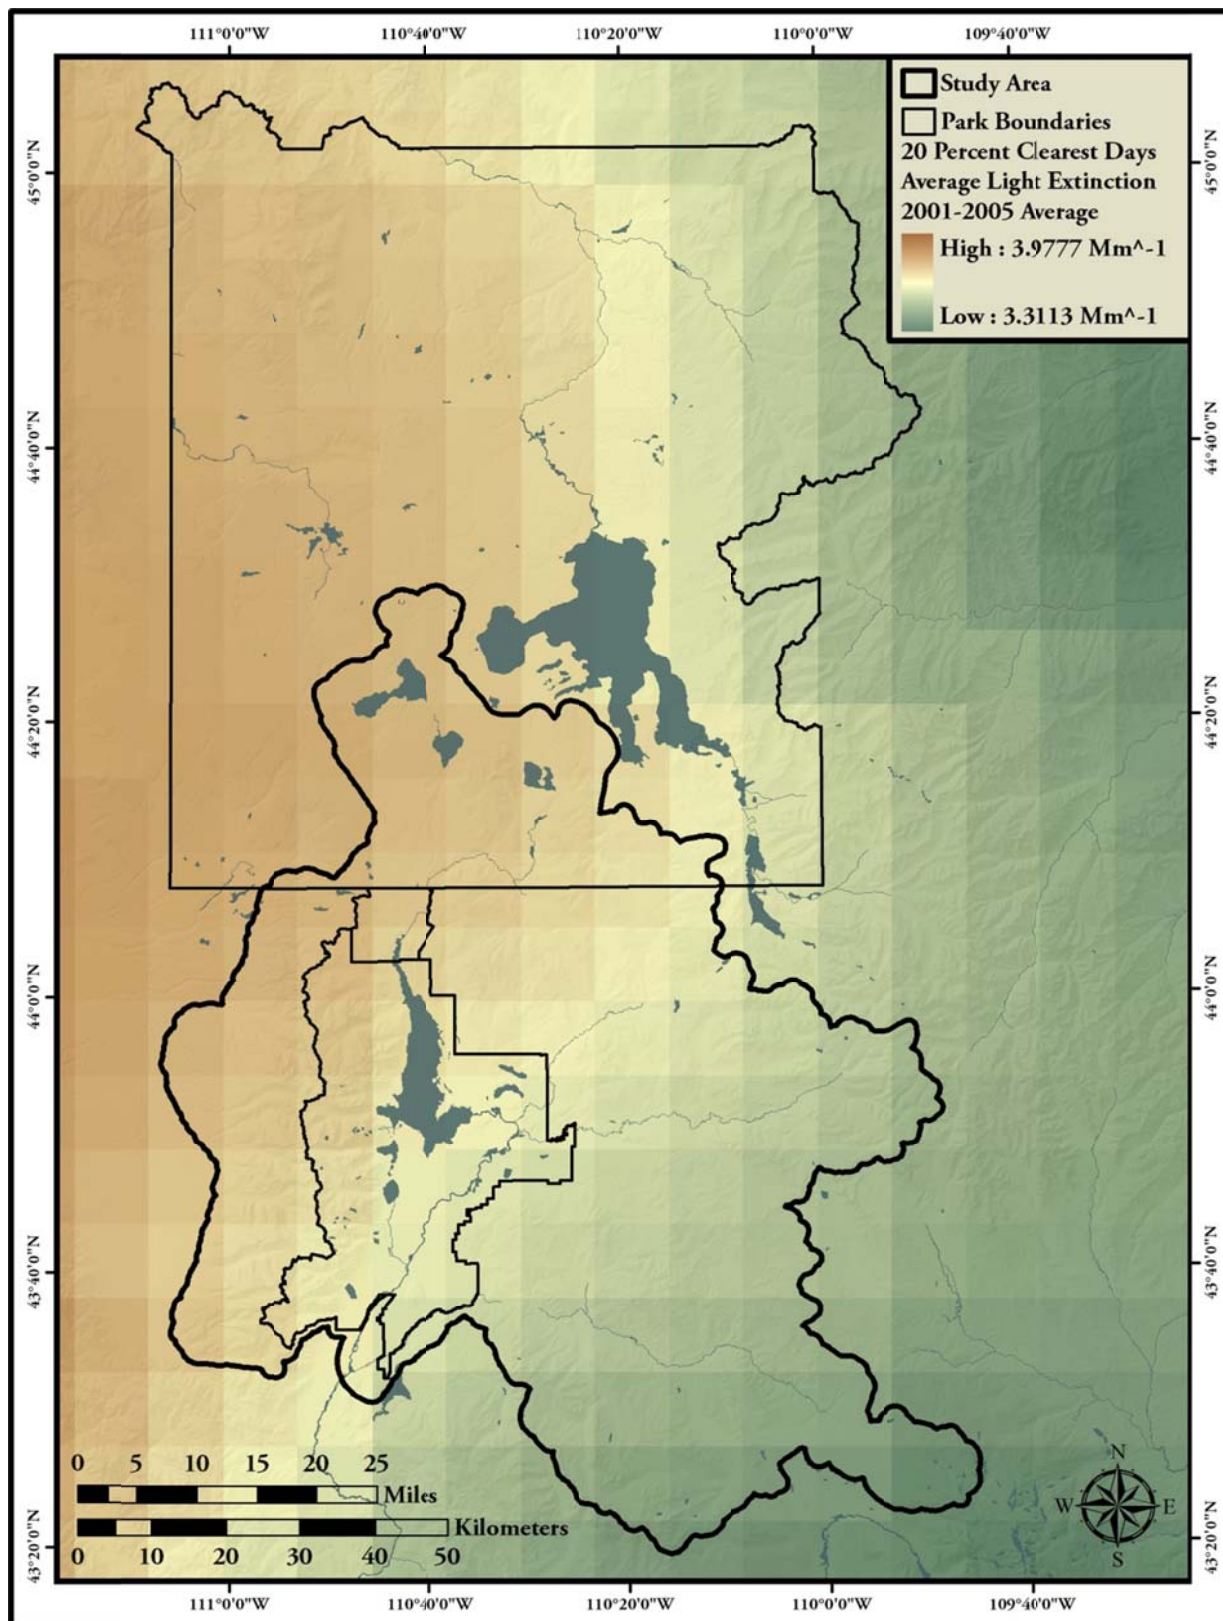 111°0'0"W 110°40'0"W 110°20'0"W 110°0'0"W 109°40'0"W
Study Area
Park Boundaries
20 Percent Clearest Days
Average Light Extinction
2001-2005 Average
High : 3.9777 Mm^-1
Low : 3.3113 Mm^-1
45°0'0"N 45°0'0"N
44°40'0"N 44°40'0"N
44°20'0"N 44°20'0"N
44°0'0"N 44°0'0"N
43°40'0"N 43°40'0"N
43°20'0"N 43°20'0"N
0 5 10 15 20 25
Miles
Kilometers
0 10 20 30 40 50
N
W E
S
111°0'0"W 110°40'0"W 110°20'0"W 110°0'0"W 109°40'0"W